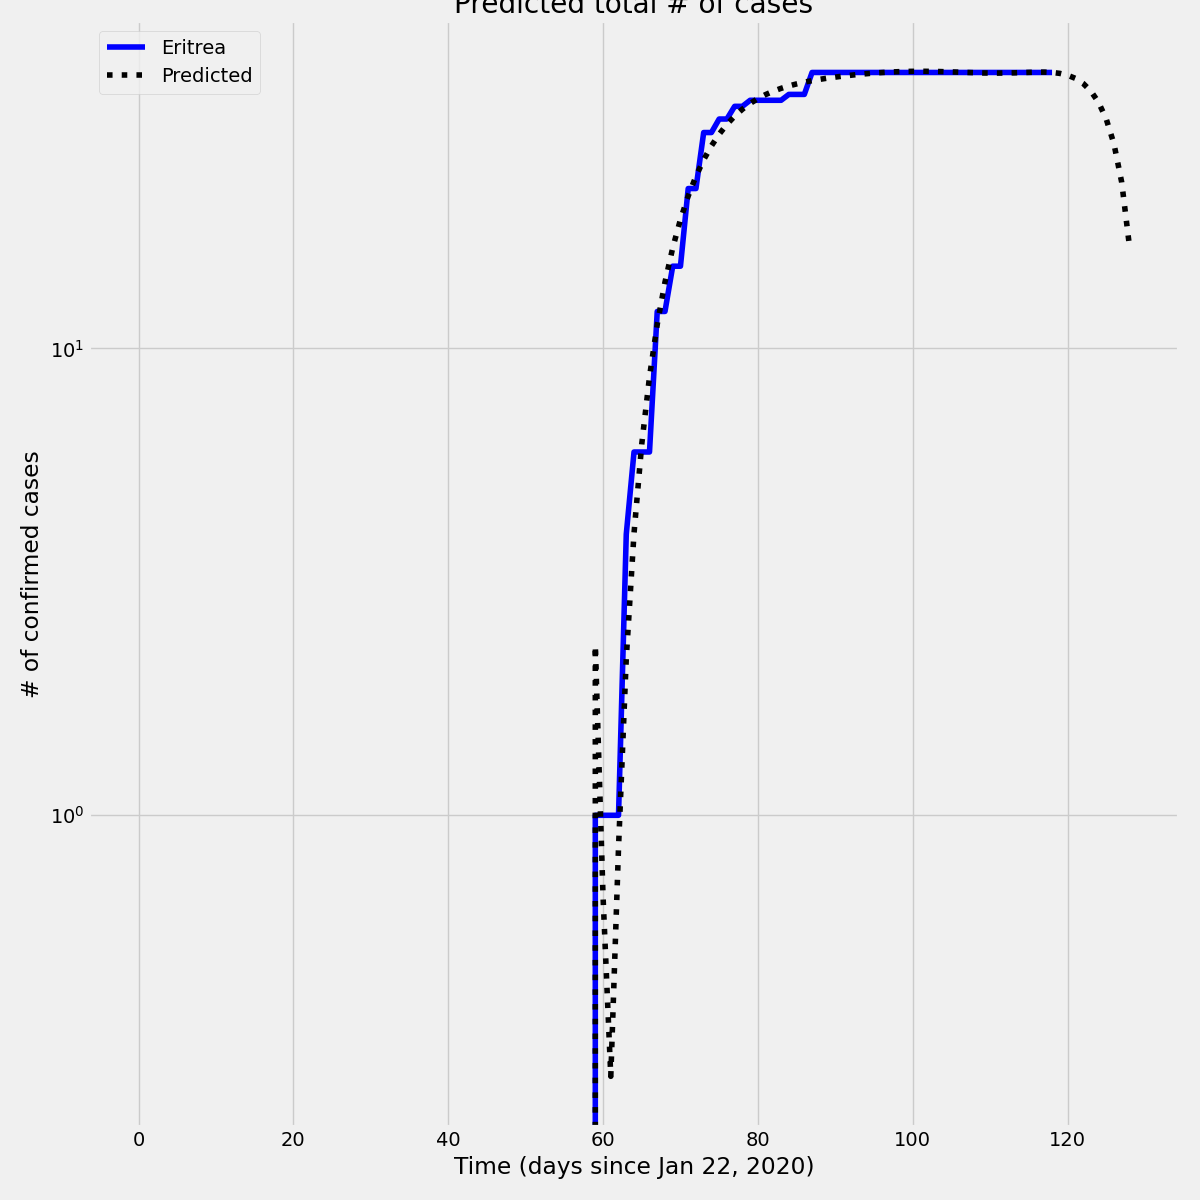 Predicted total # of cases
Eritrea
Predicted
10¹
10⁰
# of confirmed cases
0 20 40 60 80 100 120
Time (days since Jan 22, 2020)